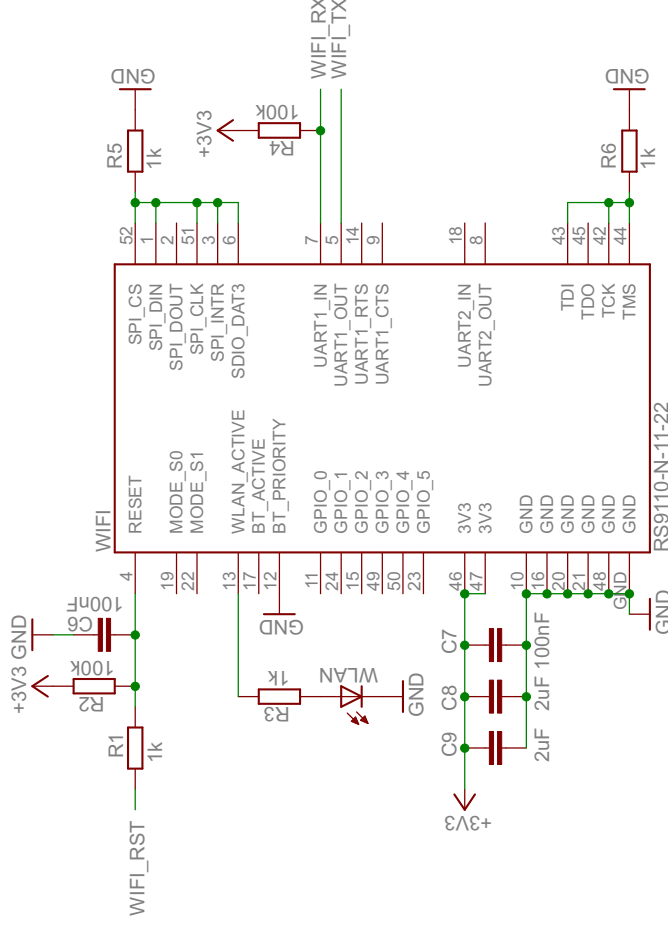 WIFI_RX
WIFI_TX
GND
R5
1k
+3V3
100k
R4
GND
R6
1k
52
1
2
51
3
6
7
5
14
9
18
8
43
45
42
44
SPI_CS
SPI_DIN
SPI_DOUT
SPI_CLK
SPI_INTR
SDIO_DAT3
UART1_IN
UART1_OUT
UART1_RTS
UART1_CTS
UART2_IN
UART2_OUT
TDI
TDO
TCK
TMS
WIFI
RS9110-N-11-22
RESET
MODE_S0
MODE_S1
WLAN_ACTIVE
BT_ACTIVE
BT_PRIORITY
GPIO_0
GPIO_1
GPIO_2
GPIO_3
GPIO_4
GPIO_5
3V3
3V3
GND
GND
GND
GND
GND
GND
4
19
22
13
17
12
11
24
15
49
50
23
46
47
10
16
20
21
48
GND
GND
C6
100nF
+3V3
100k
R2
R1
1k
WIFI_RST
GND
1k
R3
WLAN
GND
C7
100nF
C8
2uF
C9
2uF
+3V3
GND